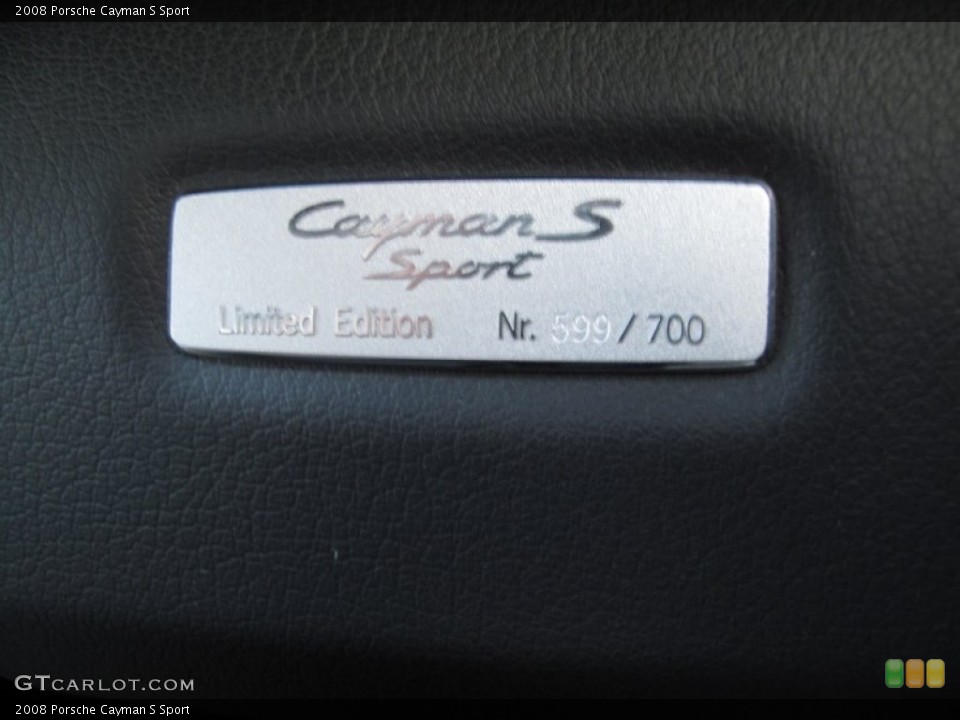 2008 Porsche Cayman S Sport
Cayman S
Sport
Limited Edition Nr. 599/700
GTCARLOT.COM
2008 Porsche Cayman S Sport